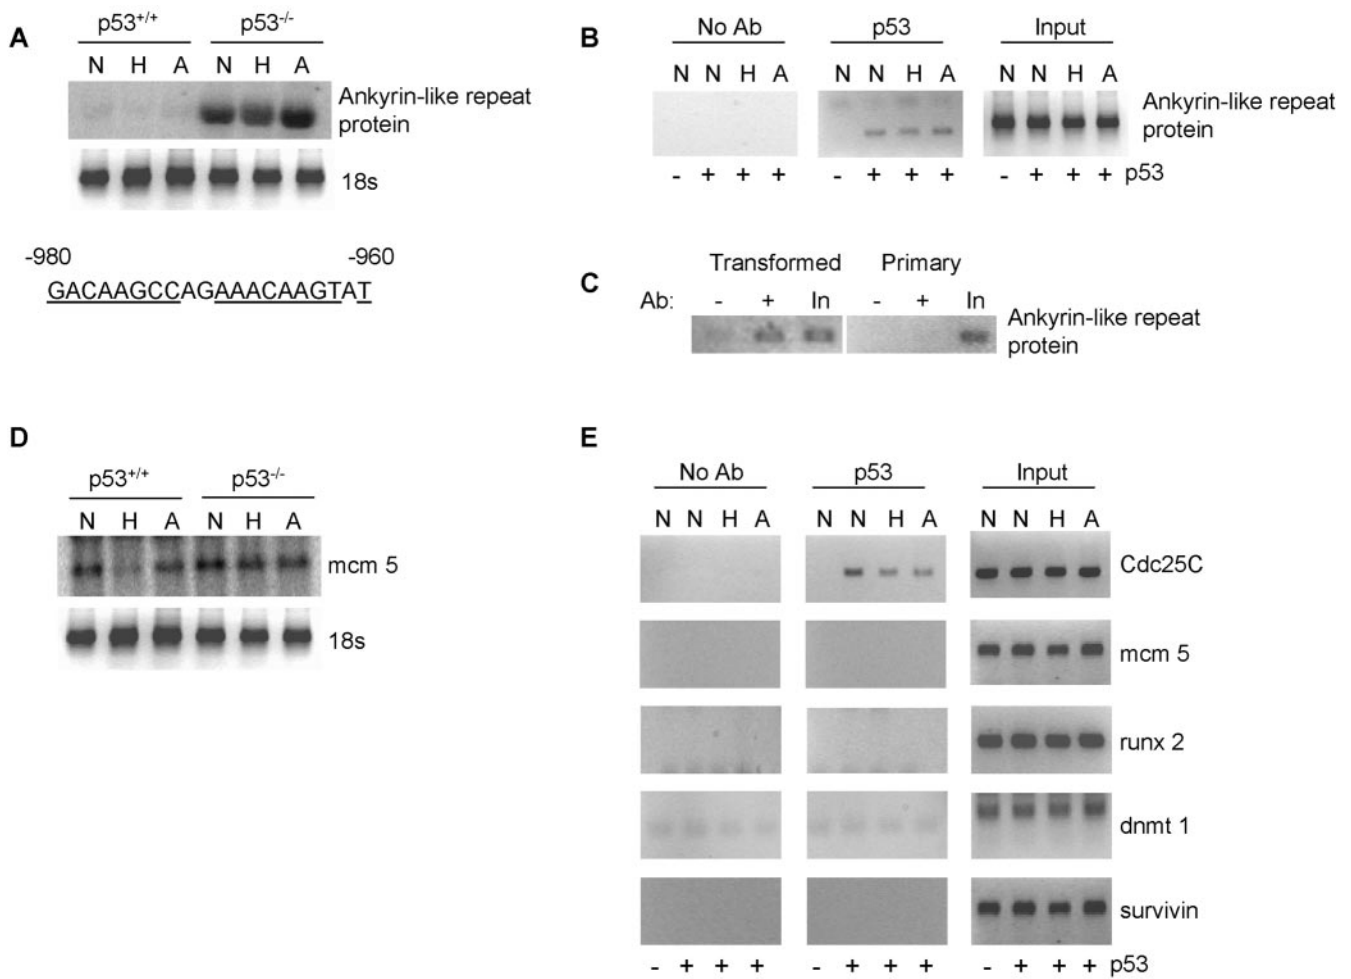 A
p53+/+ p53-/-
N H A N H A
Ankyrin-like repeat
protein
18s
-980 -960
GACAAGCCAGAAACAAGTAT
B
No Ab p53 Input
N N H A N N H A N N H A
Ankyrin-like repeat
protein
- + + + - + + + - + + + p53
C
Transformed Primary
Ab: - + In - + In
Ankyrin-like repeat
protein
D
p53+/+ p53-/-
N H A N H A
mcm 5
18s
E
No Ab p53 Input
N N H A N N H A N N H A
Cdc25C
mcm 5
runx 2
dnmt 1
survivin
- + + + - + + + - + + + p53